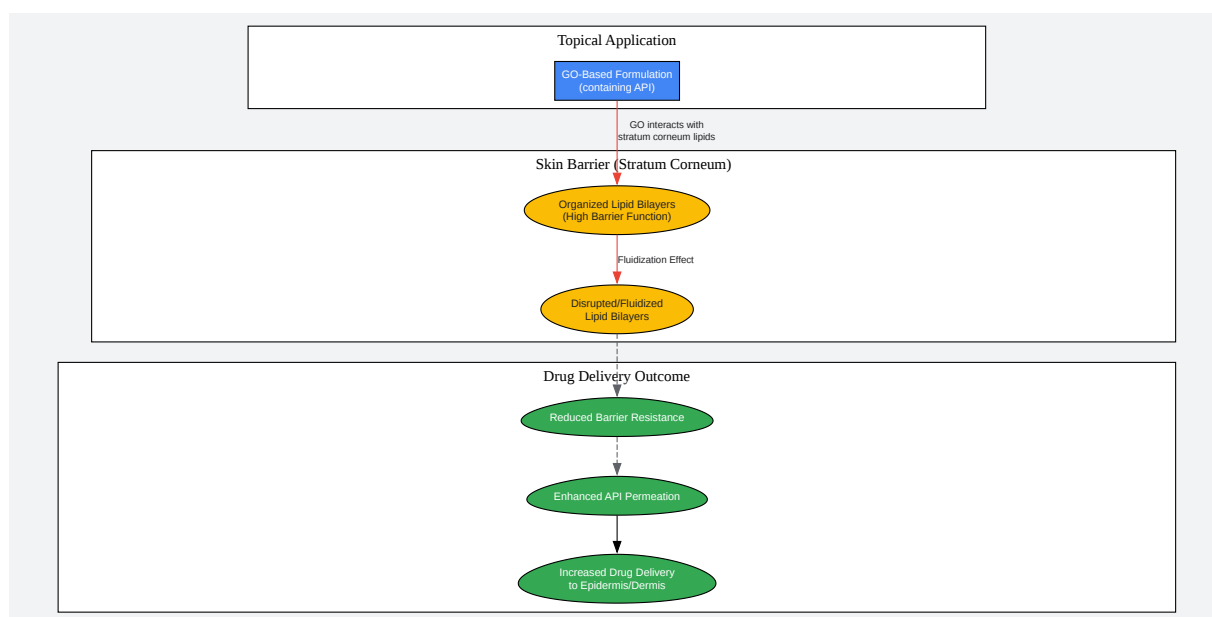 Topical Application
GO-Based Formulation
(containing API)
GO interacts with
stratum corneum lipids
Skin Barrier (Stratum Corneum)
Organized Lipid Bilayers
(High Barrier Function)
Fluidization Effect
Disrupted/Fluidized
Lipid Bilayers
Drug Delivery Outcome
Reduced Barrier Resistance
Enhanced API Permeation
Increased Drug Delivery
to Epidermis/Dermis